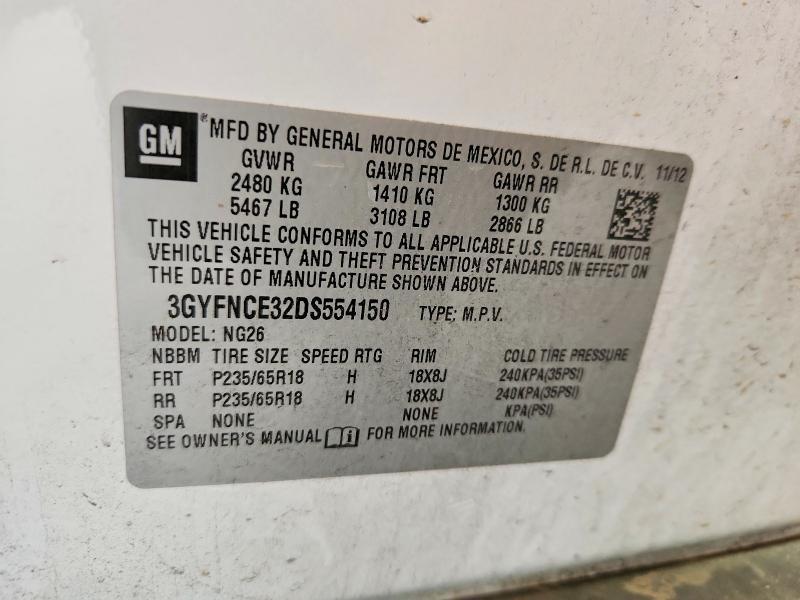 GM
® MFD BY GENERAL MOTORS DE MEXICO, S. DE R.L. DE C.V. 11/12
GVWR GAWR FRT GAWR RR
2480 KG 1410 KG 1300 KG
5467 LB 3108 LB 2866 LB
THIS VEHICLE CONFORMS TO ALL APPLICABLE U.S. FEDERAL MOTOR
VEHICLE SAFETY AND THEFT PREVENTION STANDARDS IN EFFECT ON
THE DATE OF MANUFACTURE SHOWN ABOVE.
3GYFNCE32DS554150 TYPE: M.P.V.
MODEL: NG26
NBBM TIRE SIZE SPEED RTG RIM COLD TIRE PRESSURE
FRT P235/65R18 H 18X8J 240KPA(35PSI)
RR P235/65R18 H 18X8J 240KPA(35PSI)
SPA NONE NONE KPA(PSI)
SEE OWNER'S MANUAL FOR MORE INFORMATION.